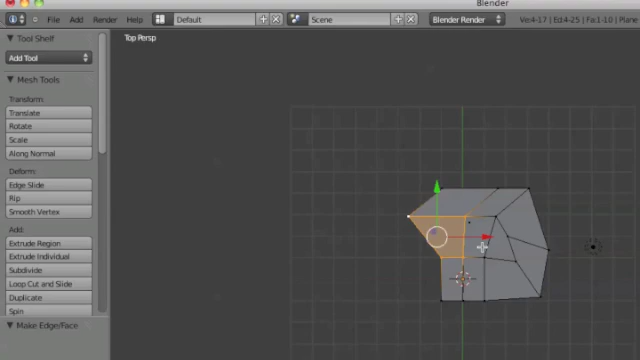 Blender
File
Add
Render
Help
Default
Scene
Blender Render
Ve:4-17 | Ed:4-25 | Fa:1-10 | Plane
Tool Shelf
Top Persp
Add Tool
Mesh Tools
Transform:
Translate
Rotate
Scale
Along Normal
Deform:
Edge Slide
Rip
Smooth Vertex
Add:
Extrude Region
Extrude Individual
Subdivide
Loop Cut and Slide
Duplicate
Spin
Make Edge/Face